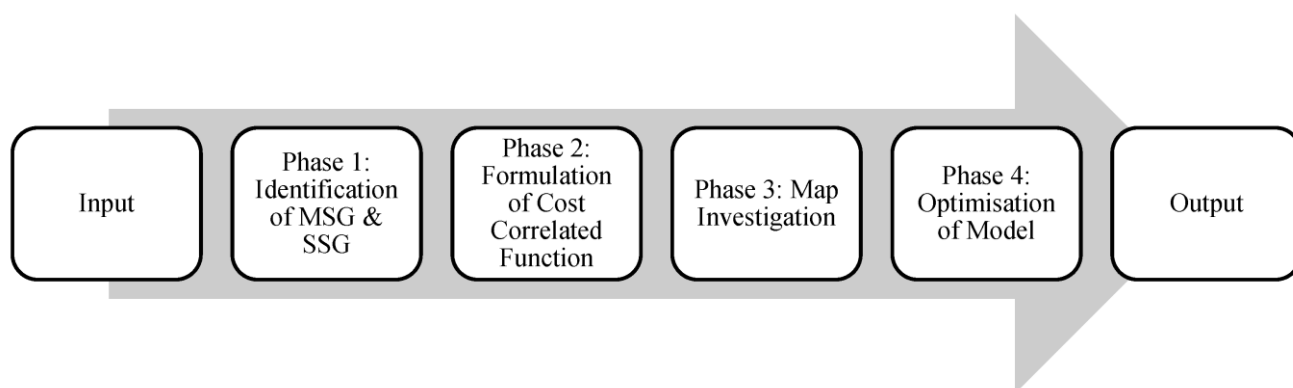 Input
Phase 1:
Identification
of MSG &
SSG
Phase 2:
Formulation
of Cost
Correlated
Function
Phase 3: Map
Investigation
Phase 4:
Optimisation
of Model
Output